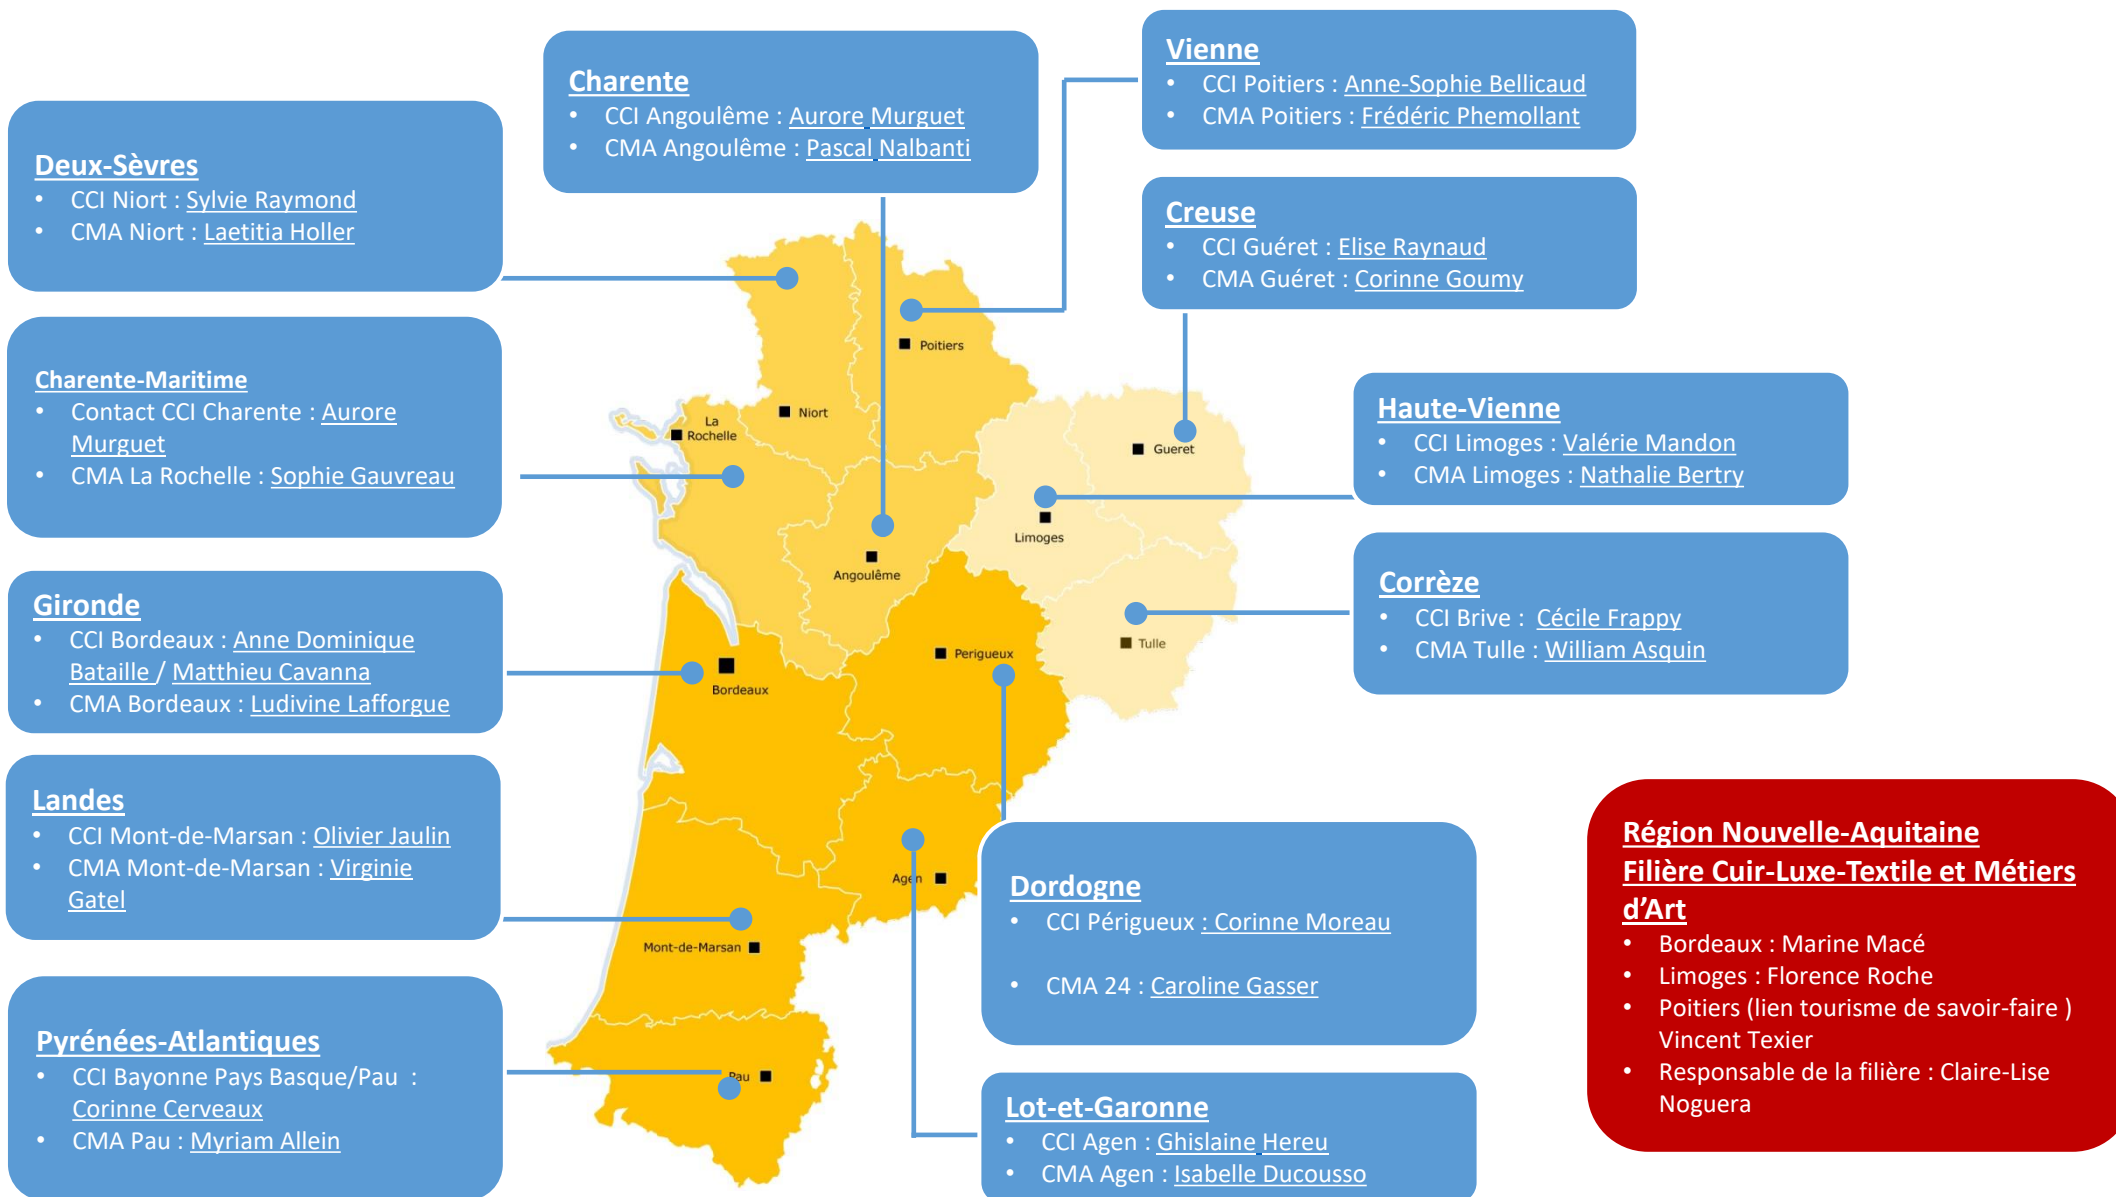 Charente
• CCI Angoulême : Aurore Murguet
• CMA Angoulême : Pascal Nalbanti
Vienne
• CCI Poitiers : Anne-Sophie Bellicaud
• CMA Poitiers : Frédéric Phemollant
Deux-Sèvres
• CCI Niort : Sylvie Raymond
• CMA Niort : Laetitia Holler
Creuse
• CCI Guéret : Elise Raynaud
• CMA Guéret : Corinne Goumy
Charente-Maritime
• Contact CCI Charente : Aurore
Murguet
• CMA La Rochelle : Sophie Gauvreau
Haute-Vienne
• CCI Limoges : Valérie Mandon
• CMA Limoges : Nathalie Bertry
Gironde
• CCI Bordeaux : Anne Dominique
Bataille / Matthieu Cavanna
• CMA Bordeaux : Ludivine Lafforgue
Corrèze
• CCI Brive : Cécile Frappy
• CMA Tulle : William Asquin
Landes
• CCI Mont-de-Marsan : Olivier Jaulin
• CMA Mont-de-Marsan : Virginie
Gatel
Dordogne
• CCI Périgueux : Corinne Moreau
• CMA 24 : Caroline Gasser
Pyrénées-Atlantiques
• CCI Bayonne Pays Basque/Pau :
Corinne Cerveaux
• CMA Pau : Myriam Allein
Lot-et-Garonne
• CCI Agen : Ghislaine Hereu
• CMA Agen : Isabelle Ducousso
Région Nouvelle-Aquitaine
Filière Cuir-Luxe-Textile et Métiers
d’Art
• Bordeaux : Marine Macé
• Limoges : Florence Roche
• Poitiers (lien tourisme de savoir-faire )
Vincent Texier
• Responsable de la filière : Claire-Lise
Noguera
Poitiers
Niort
La
Rochelle
Gueret
Limoges
Angoulême
Tulle
Perigueux
Bordeaux
Agen
Mont-de-Marsan
Pau